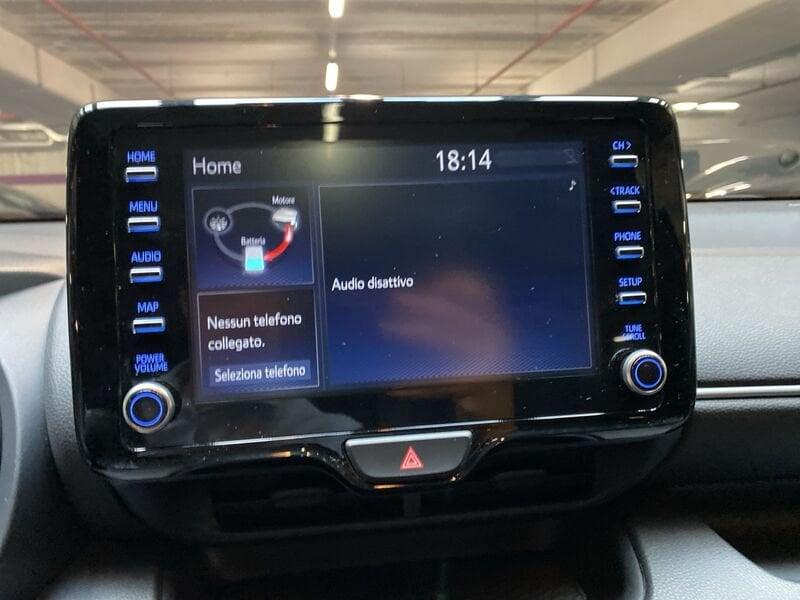 HOME
MENU
AUDIO
MAP
POWER
VOLUME
Home
18:14
Motore
Batteria
Nessun telefono
collegato.
Seleziona telefono
Audio disattivo
CH >
<TRACK
PHONE
SETUP
TUNE
SCROLL